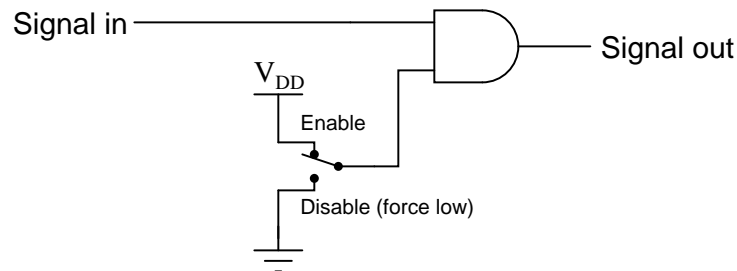 Signal in
Signal out
VDD
Enable
Disable (force low)